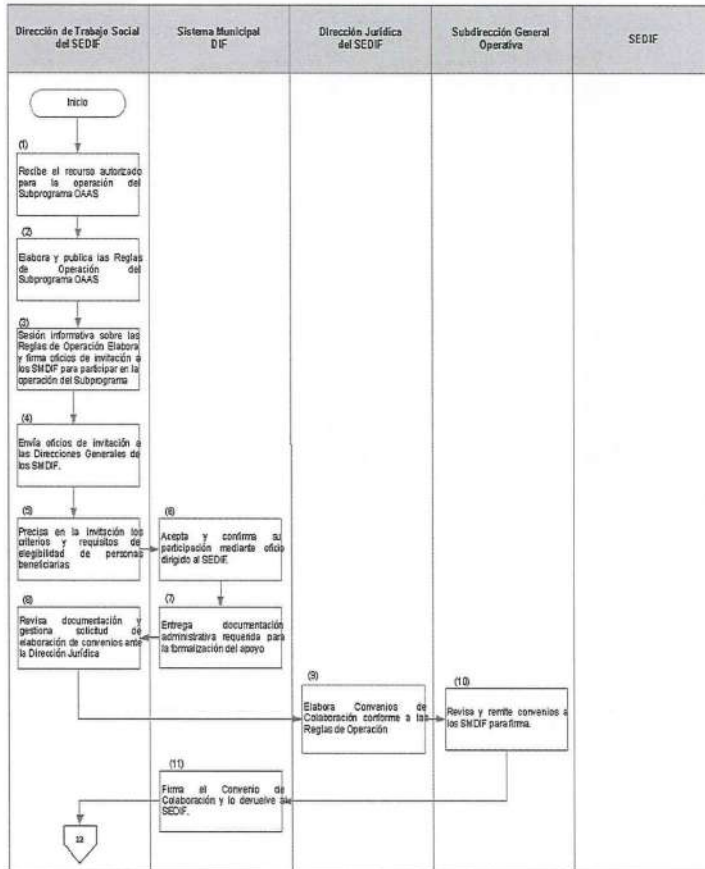 Dirección de Trabajo Social
del SEDIF
Sistema Municipal
DIF
Dirección Jurídica
del SEDIF
Subdirección General
Operativa
SEDIF
Inicio
(1)
Recibe el recurso autorizado
para la operación del
Subprograma OAAS
(2)
Elabora y publica las Reglas
de Operación del
Subprograma OAAS
(3)
Sesión informativa sobre las
Reglas de Operación Elabora
y firma oficios de invitación a
los SMDIF para participar en la
operación del Subprograma
(4)
Envía oficios de invitación a
las Direcciones Generales de
los SMDIF.
(5)
Precisa en la invitación los
criterios y requisitos de
elegibilidad de personas
beneficiarias
(6)
Acepta y confirma su
participación mediante oficio
dirigido al SEDIF.
(7)
Entrega documentación
administrativa requerida para
la formalización del apoyo
(8)
Revisa documentación y
gestiona solicitud de
elaboración de convenios ante
la Dirección Jurídica
(9)
Elabora Convenios de
Colaboración conforme a las
Reglas de Operación
(10)
Revisa y remite convenios a
los SMDIF para firma.
(11)
Firma el Convenio de
Colaboración y lo devuelve al
SEDIF.
12